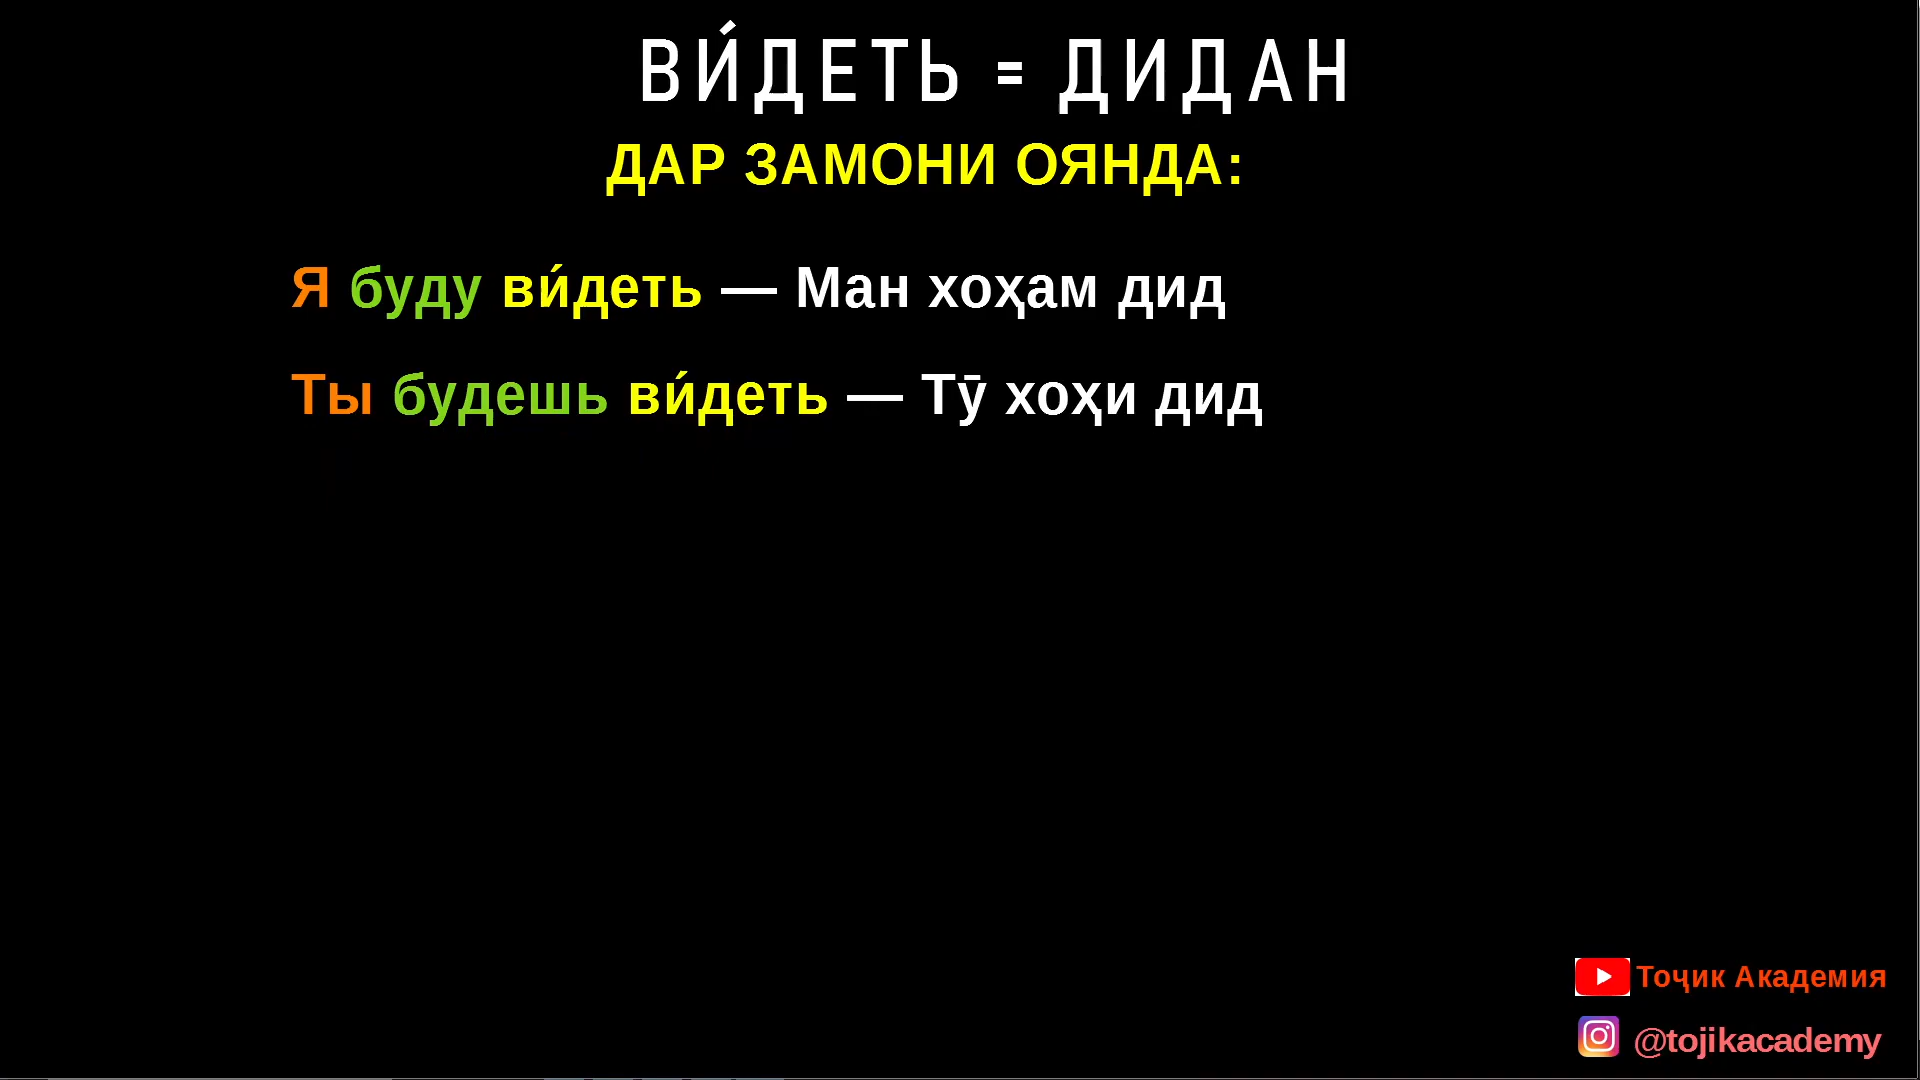 ВИ́ДЕТЬ = ДИДАН
ДАР ЗАМОНИ ОЯНДА:
Я буду ви́деть — Ман хоҳам дид
Ты будешь ви́деть — Тӯ хоҳи дид
Тоҷик Академия
@tojikacademy